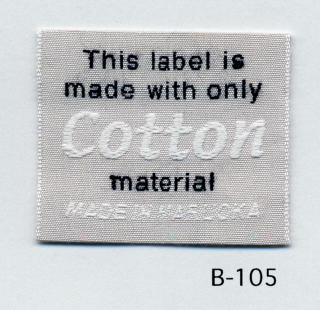 This label is
made with only
Cotton
material
MADE IN MARUOKA
B-105